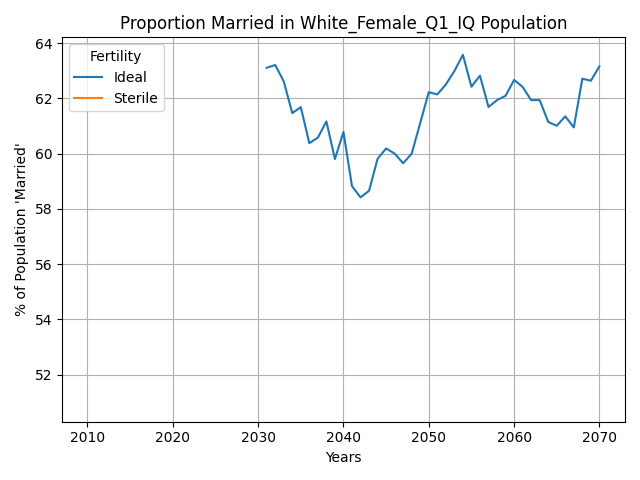 Proportion Married in White_Female_Q1_IQ Population
Fertility
Ideal
Sterile
% of Population 'Married'
64
62
60
58
56
54
52
2010 2020 2030 2040 2050 2060 2070
Years